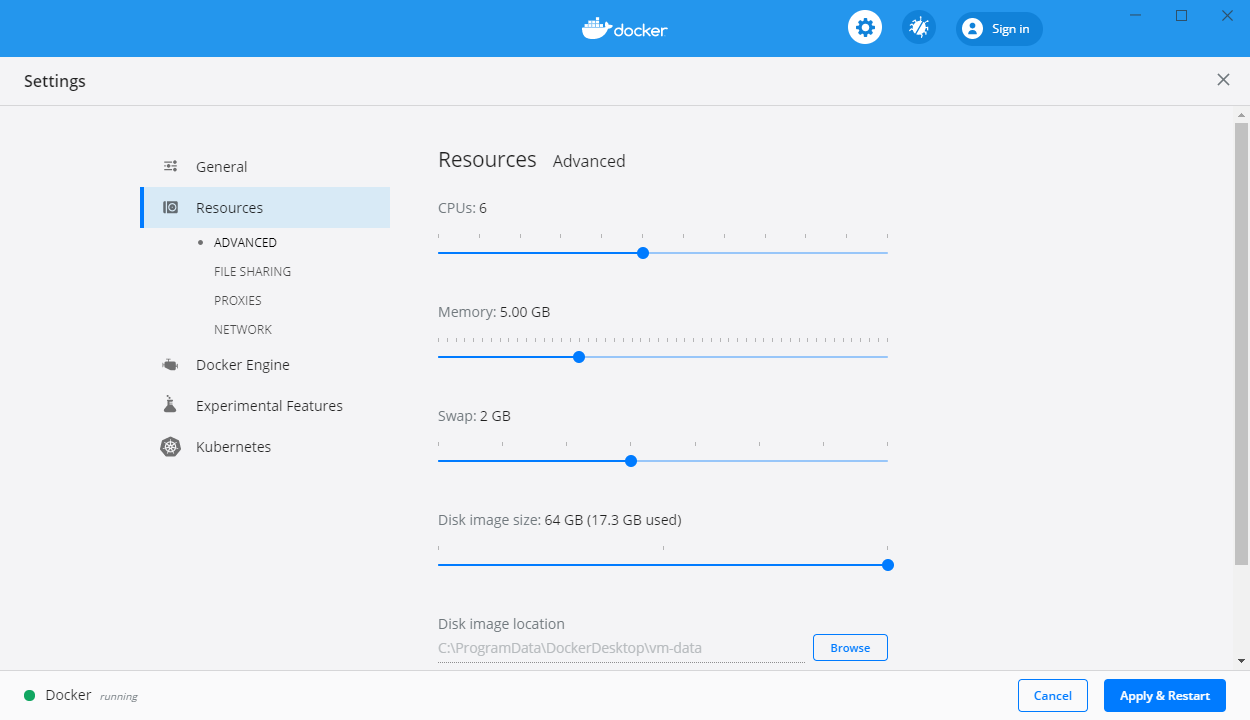 docker
Sign in
Settings
General
Resources
ADVANCED
FILE SHARING
PROXIES
NETWORK
Docker Engine
Experimental Features
Kubernetes
Resources Advanced
CPUs: 6
Memory: 5.00 GB
Swap: 2 GB
Disk image size: 64 GB (17.3 GB used)
Disk image location
C:\ProgramData\DockerDesktop\vm-data
Browse
Docker running
Cancel
Apply & Restart